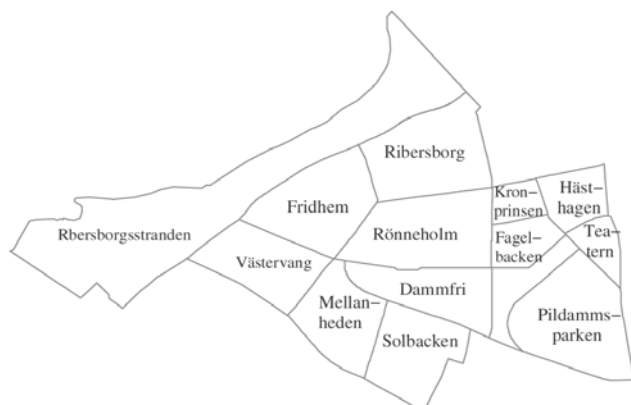 Ribersborg
Kron–
prinsen
Häst–
hagen
Fridhem
Rbersborgsstranden
Rönneholm
Fagel–
backen
Tea–
tern
Västervang
Dammfri
Mellan–
heden
Pildamms–
parken
Solbacken